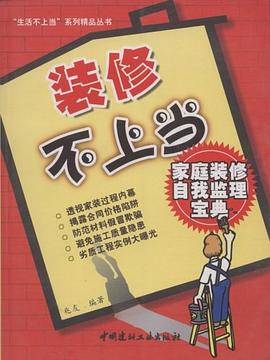 “生活不上当”系列精品丛书
装修
不上当
家庭装修
自我监理
宝典
透视家装过程内幕
揭露合同价格陷阱
防范材料假冒欺骗
避免施工质量隐患
劣质工程实例大曝光
兆友 编著
中国建材工业出版社